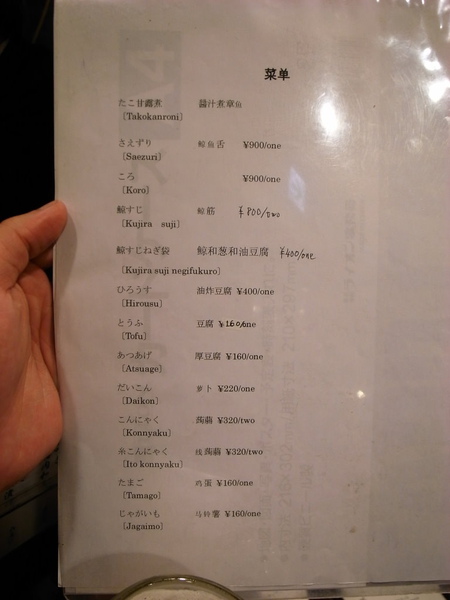 菜单
たこ甘露煮 醤汁煮章鱼
〔Takokanroni〕
さえずり 鲸鱼舌 ¥900/one
〔Saezuri〕
ころ ¥900/one
〔Koro〕
鯨すじ 鲸筋 ¥800/two
〔Kujira suji〕
鯨すじねぎ袋 鲸和葱和油豆腐 ¥400/one
〔Kujira suji negifukuro〕
ひろうす 油炸豆腐 ¥400/one
〔Hirousu〕
とうふ 豆腐 ¥160/one
〔Tofu〕
あつあげ 厚豆腐 ¥160/one
〔Atsuage〕
だいこん 萝卜 ¥220/one
〔Daikon〕
こんにゃく 蒟蒻 ¥320/two
〔Konnyaku〕
糸こんにゃく 线蒟蒻 ¥320/two
〔Ito konnyaku〕
たまご 鸡蛋 ¥160/one
〔Tamago〕
じゃがいも 马铃薯 ¥160/one
〔Jagaimo〕